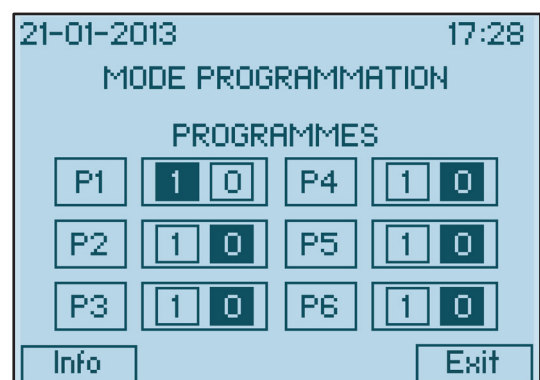 21-01-2013 17:28
MODE PROGRAMMATION
PROGRAMMES
P1 1 0 P4 1 0
P2 1 0 P5 1 0
P3 1 0 P6 1 0
Info Exit